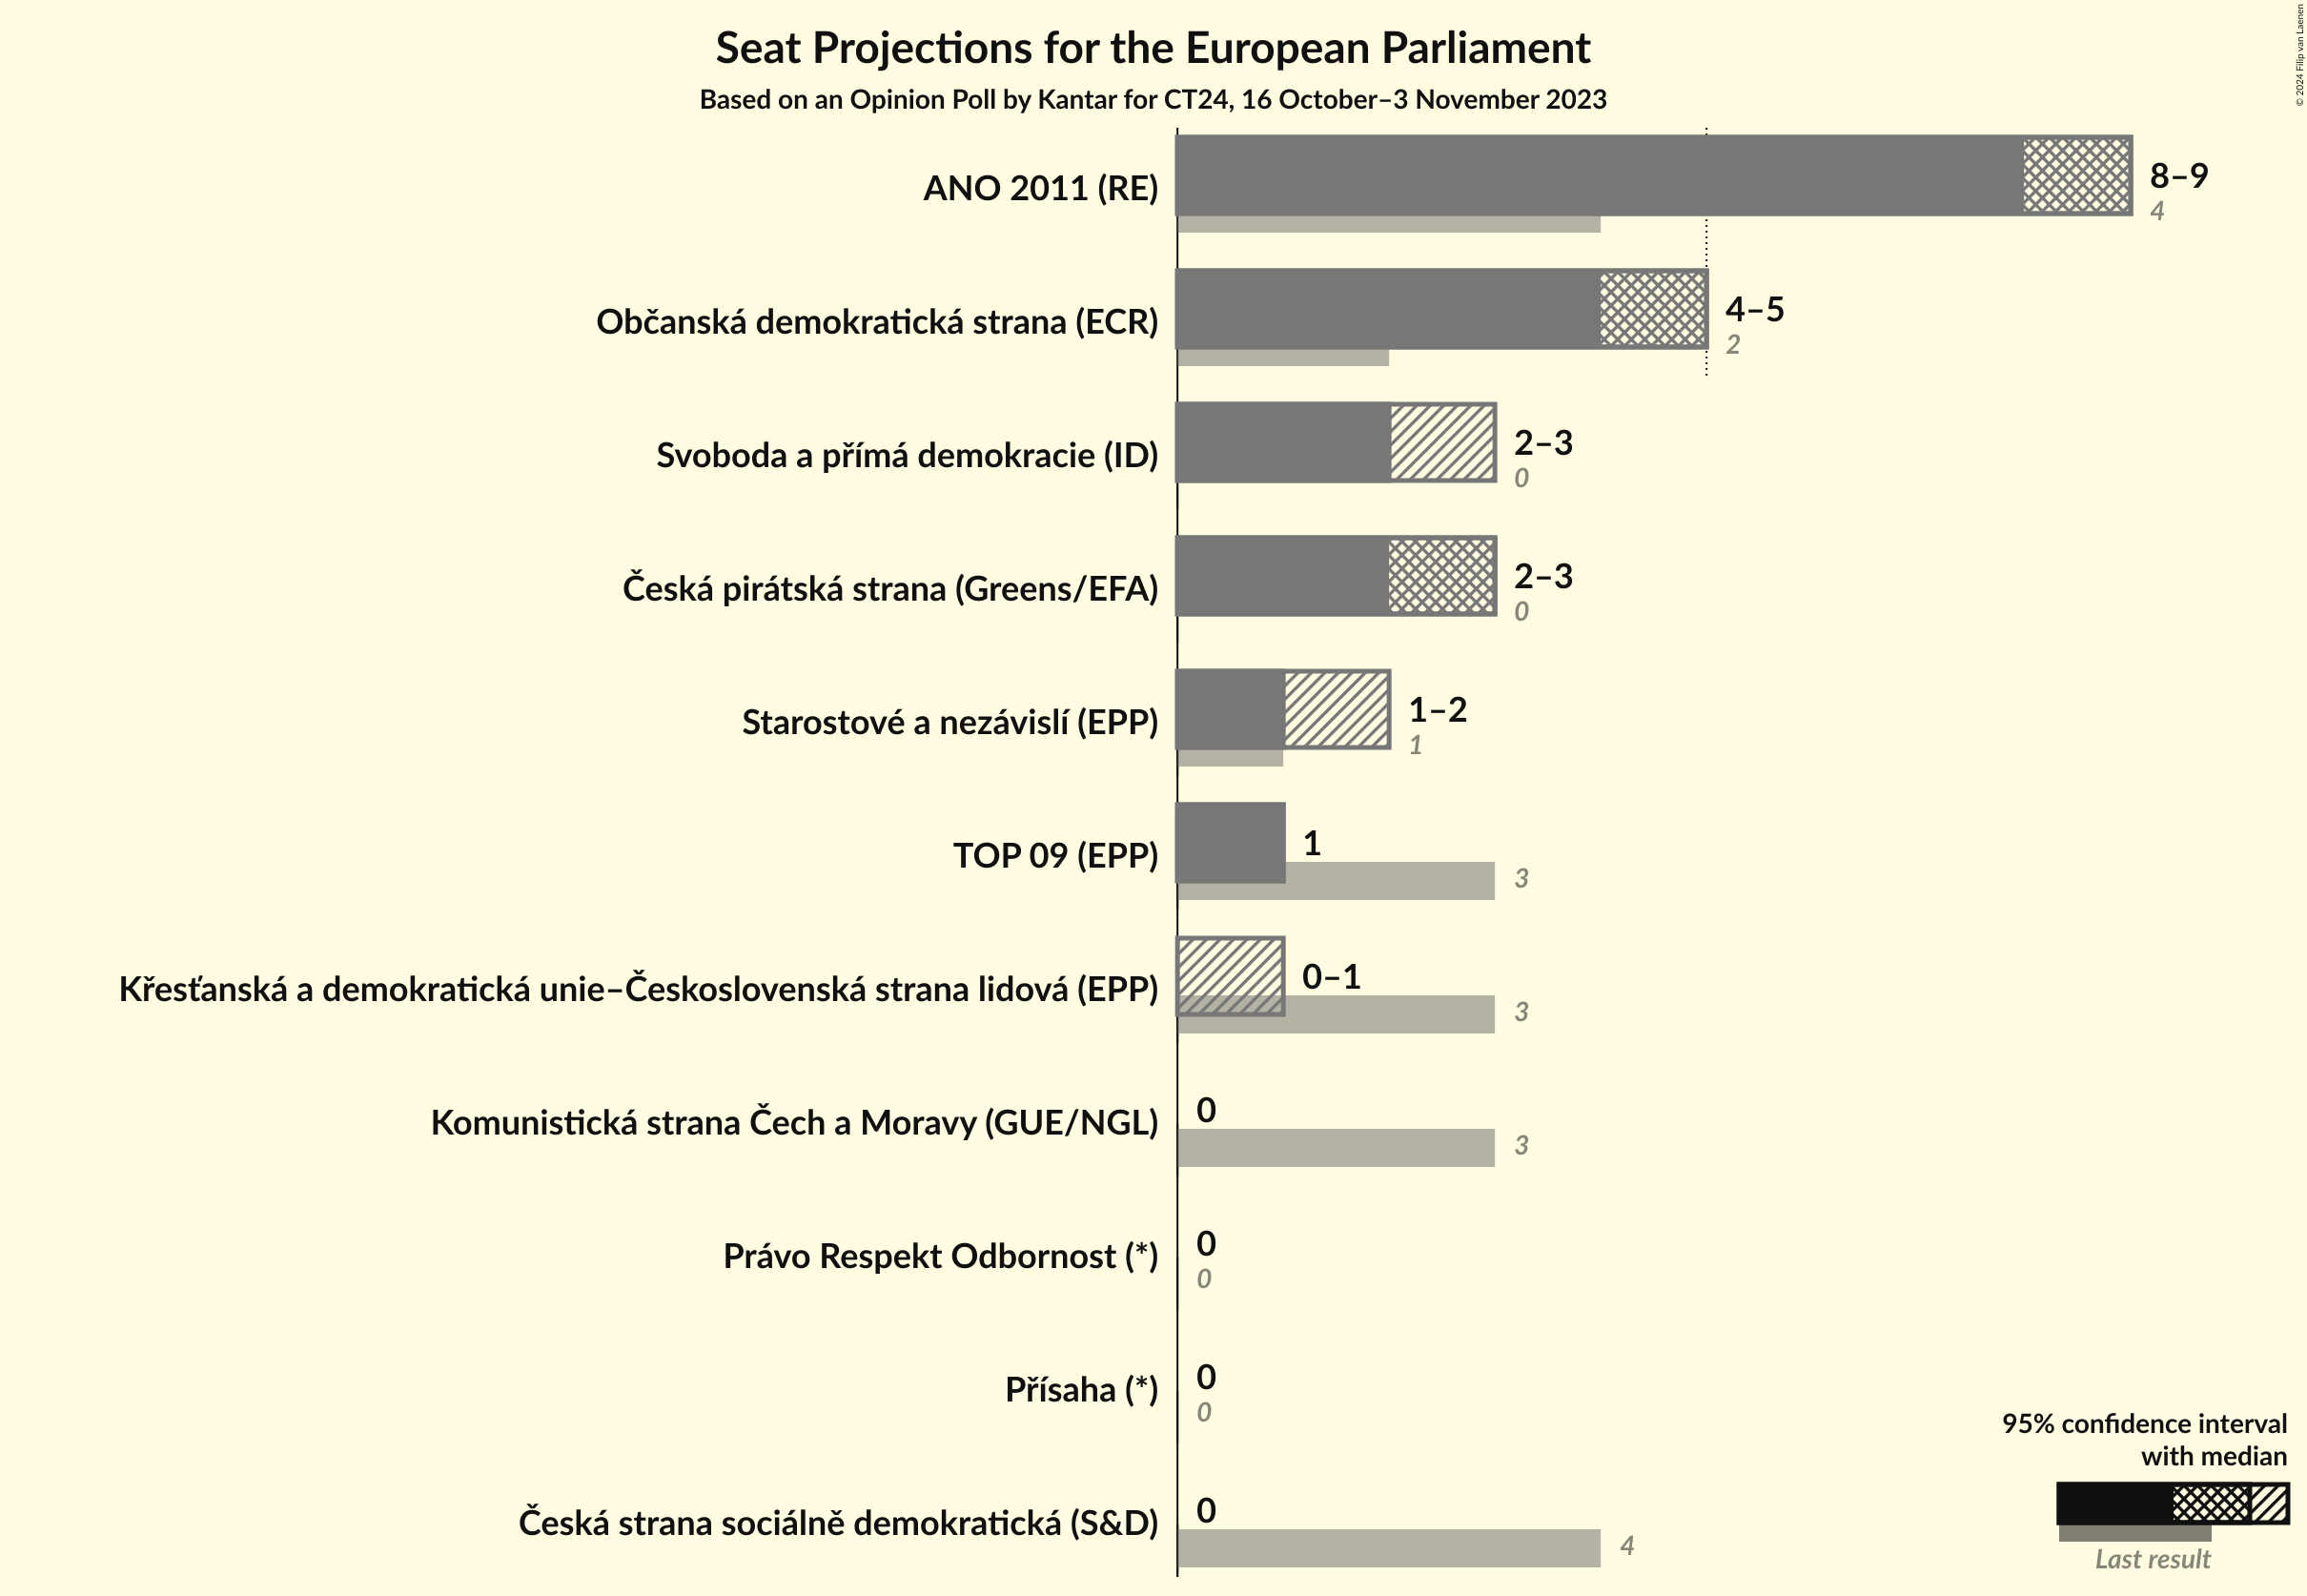 Seat Projections for the European Parliament
Based on an Opinion Poll by Kantar for CT24, 16 October–3 November 2023
© 2024 Filip van Laenen
ANO 2011 (RE)
8–9
4
Občanská demokratická strana (ECR)
4–5
2
Svoboda a přímá demokracie (ID)
2–3
0
Česká pirátská strana (Greens/EFA)
2–3
0
Starostové a nezávislí (EPP)
1–2
1
TOP 09 (EPP)
1
3
Křesťanská a demokratická unie–Československá strana lidová (EPP)
0–1
3
Komunistická strana Čech a Moravy (GUE/NGL)
0
3
Právo Respekt Odbornost (*)
0
0
Přísaha (*)
0
0
Česká strana sociálně demokratická (S&D)
0
4
95% confidence interval
with median
Last result